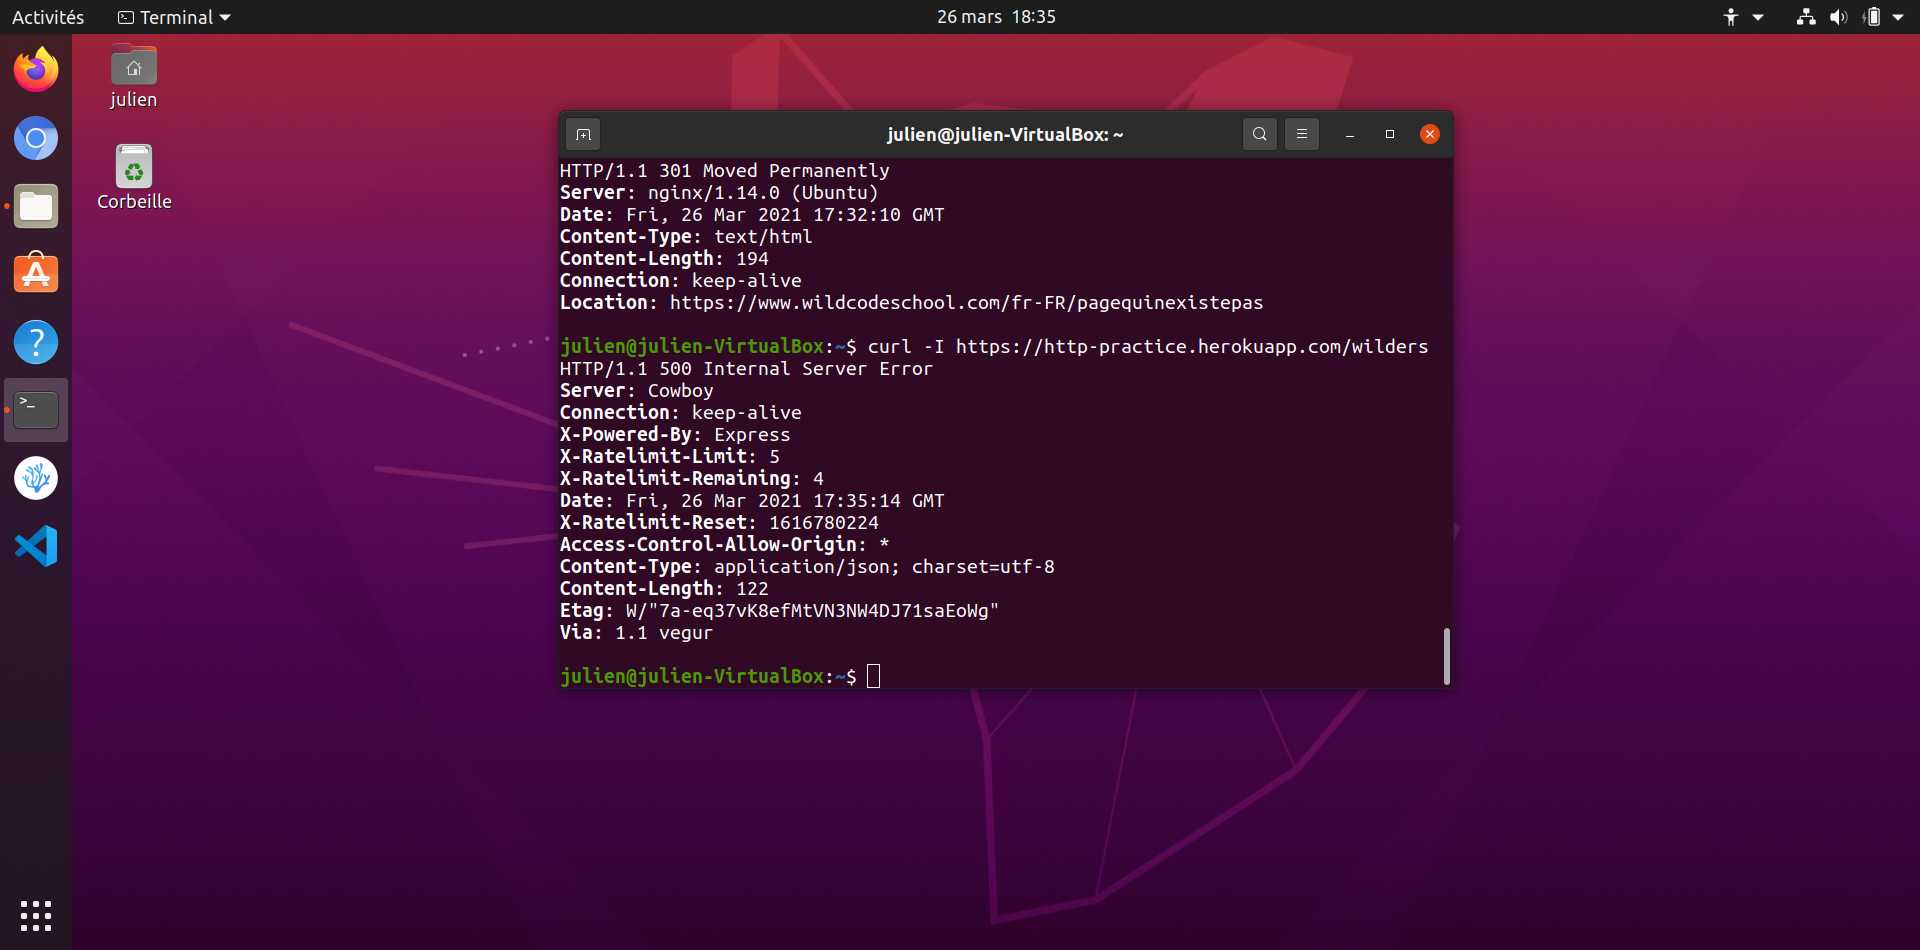 Activités
Terminal
26 mars 18:35
julien
Corbeille
julien@julien-VirtualBox: ~
HTTP/1.1 301 Moved Permanently
Server: nginx/1.14.0 (Ubuntu)
Date: Fri, 26 Mar 2021 17:32:10 GMT
Content-Type: text/html
Content-Length: 194
Connection: keep-alive
Location: https://www.wildcodeschool.com/fr-FR/pagequinexistepas
julien@julien-VirtualBox:~$ curl -I https://http-practice.herokuapp.com/wilders
HTTP/1.1 500 Internal Server Error
Server: Cowboy
Connection: keep-alive
X-Powered-By: Express
X-Ratelimit-Limit: 5
X-Ratelimit-Remaining: 4
Date: Fri, 26 Mar 2021 17:35:14 GMT
X-Ratelimit-Reset: 1616780224
Access-Control-Allow-Origin: *
Content-Type: application/json; charset=utf-8
Content-Length: 122
Etag: W/"7a-eq37vK8efMtVN3NW4DJ71saEoWg"
Via: 1.1 vegur
julien@julien-VirtualBox:~$